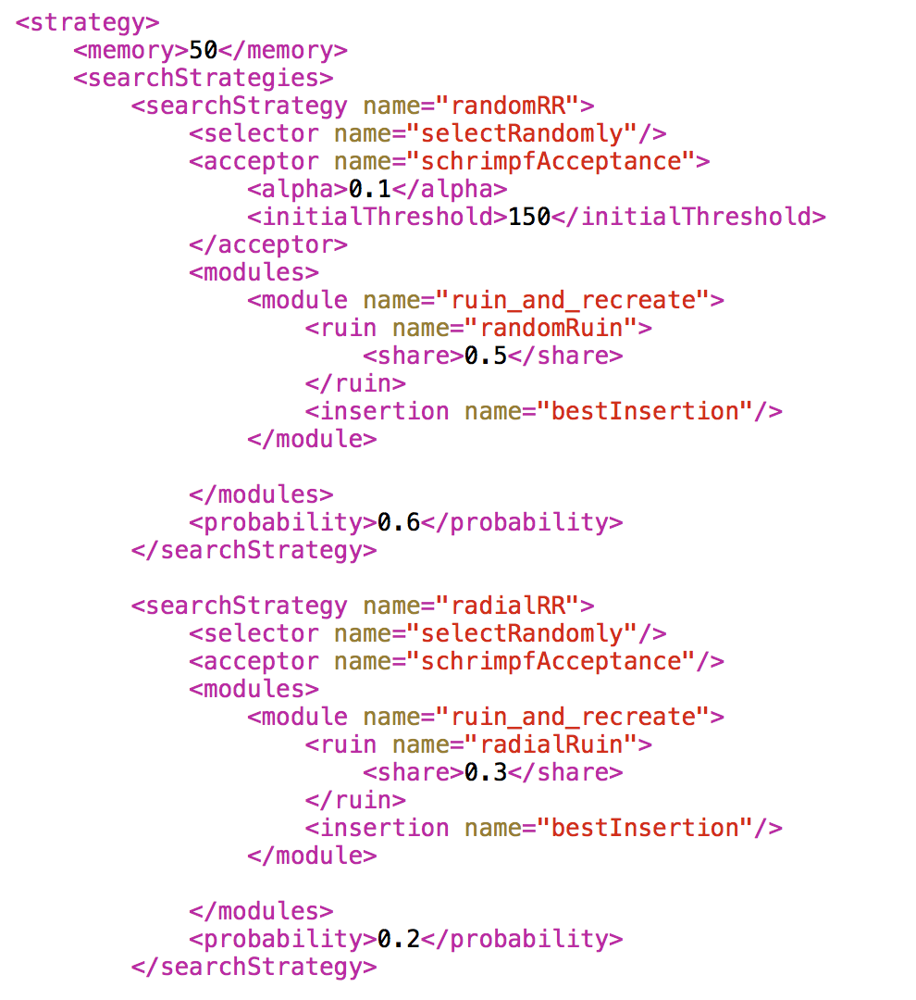 <strategy>
    <memory>50</memory>
    <searchStrategies>
        <searchStrategy name="randomRR">
            <selector name="selectRandomly"/>
            <acceptor name="schrimpfAcceptance">
                <alpha>0.1</alpha>
                <initialThreshold>150</initialThreshold>
            </acceptor>
            <modules>
                <module name="ruin_and_recreate">
                    <ruin name="randomRuin">
                        <share>0.5</share>
                    </ruin>
                    <insertion name="bestInsertion"/>
                </module>

            </modules>
            <probability>0.6</probability>
        </searchStrategy>

        <searchStrategy name="radialRR">
            <selector name="selectRandomly"/>
            <acceptor name="schrimpfAcceptance"/>
            <modules>
                <module name="ruin_and_recreate">
                    <ruin name="radialRuin">
                        <share>0.3</share>
                    </ruin>
                    <insertion name="bestInsertion"/>
                </module>

            </modules>
            <probability>0.2</probability>
        </searchStrategy>